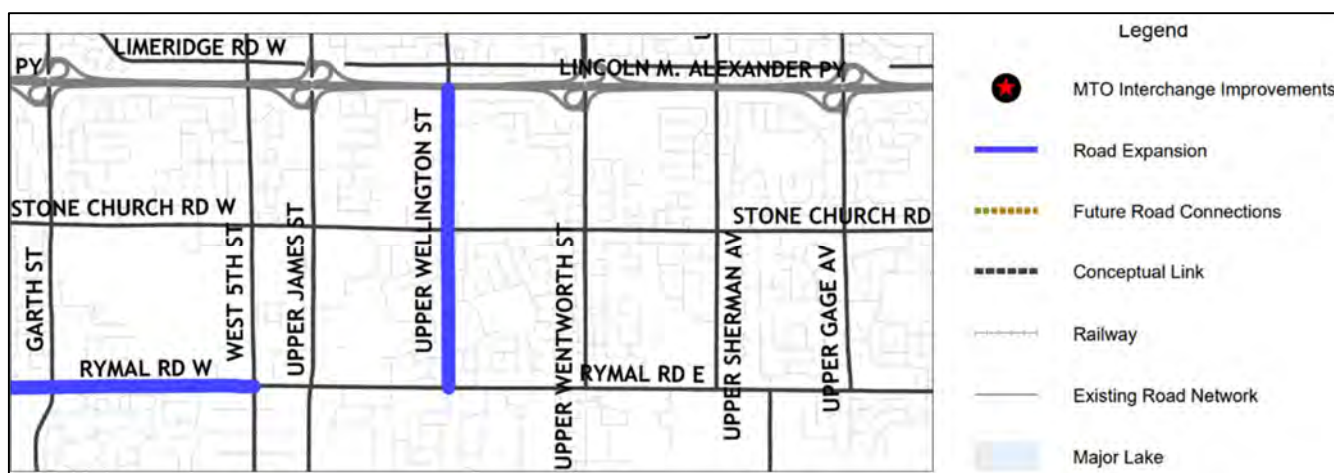 LIMERIDGE RD W
PY
LINCOLN M. ALEXANDER PY
UPPER WELLINGTON ST
STONE CHURCH RD W
STONE CHURCH RD
GARTH ST
WEST 5TH ST
UPPER JAMES ST
UPPER WENTWORTH ST
UPPER SHERMAN AV
UPPER GAGE AV
RYMAL RD W
RYMAL RD E
Legend
MTO Interchange Improvements
Road Expansion
Future Road Connections
Conceptual Link
Railway
Existing Road Network
Major Lake